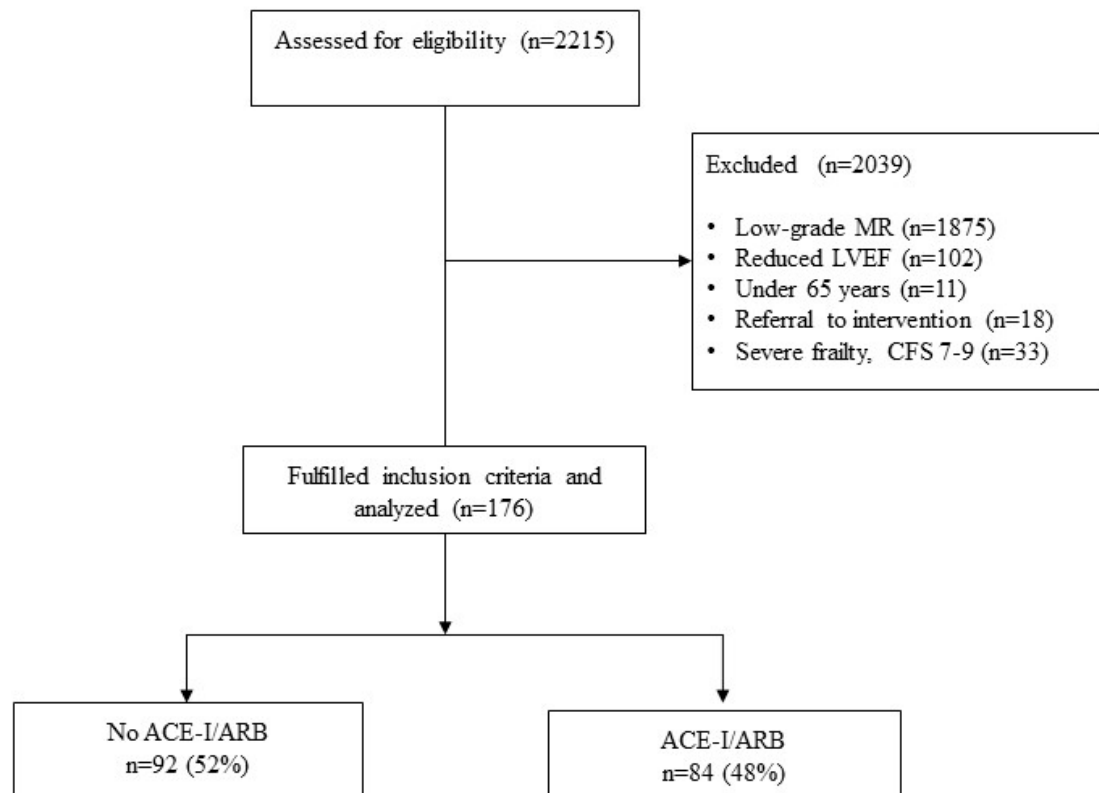 Assessed for eligibility (n=2215)
Excluded (n=2039)
• Low-grade MR (n=1875)
• Reduced LVEF (n=102)
• Under 65 years (n=11)
• Referral to intervention (n=18)
• Severe frailty, CFS 7-9 (n=33)
Fulfilled inclusion criteria and
analyzed (n=176)
No ACE-I/ARB
n=92 (52%)
ACE-I/ARB
n=84 (48%)